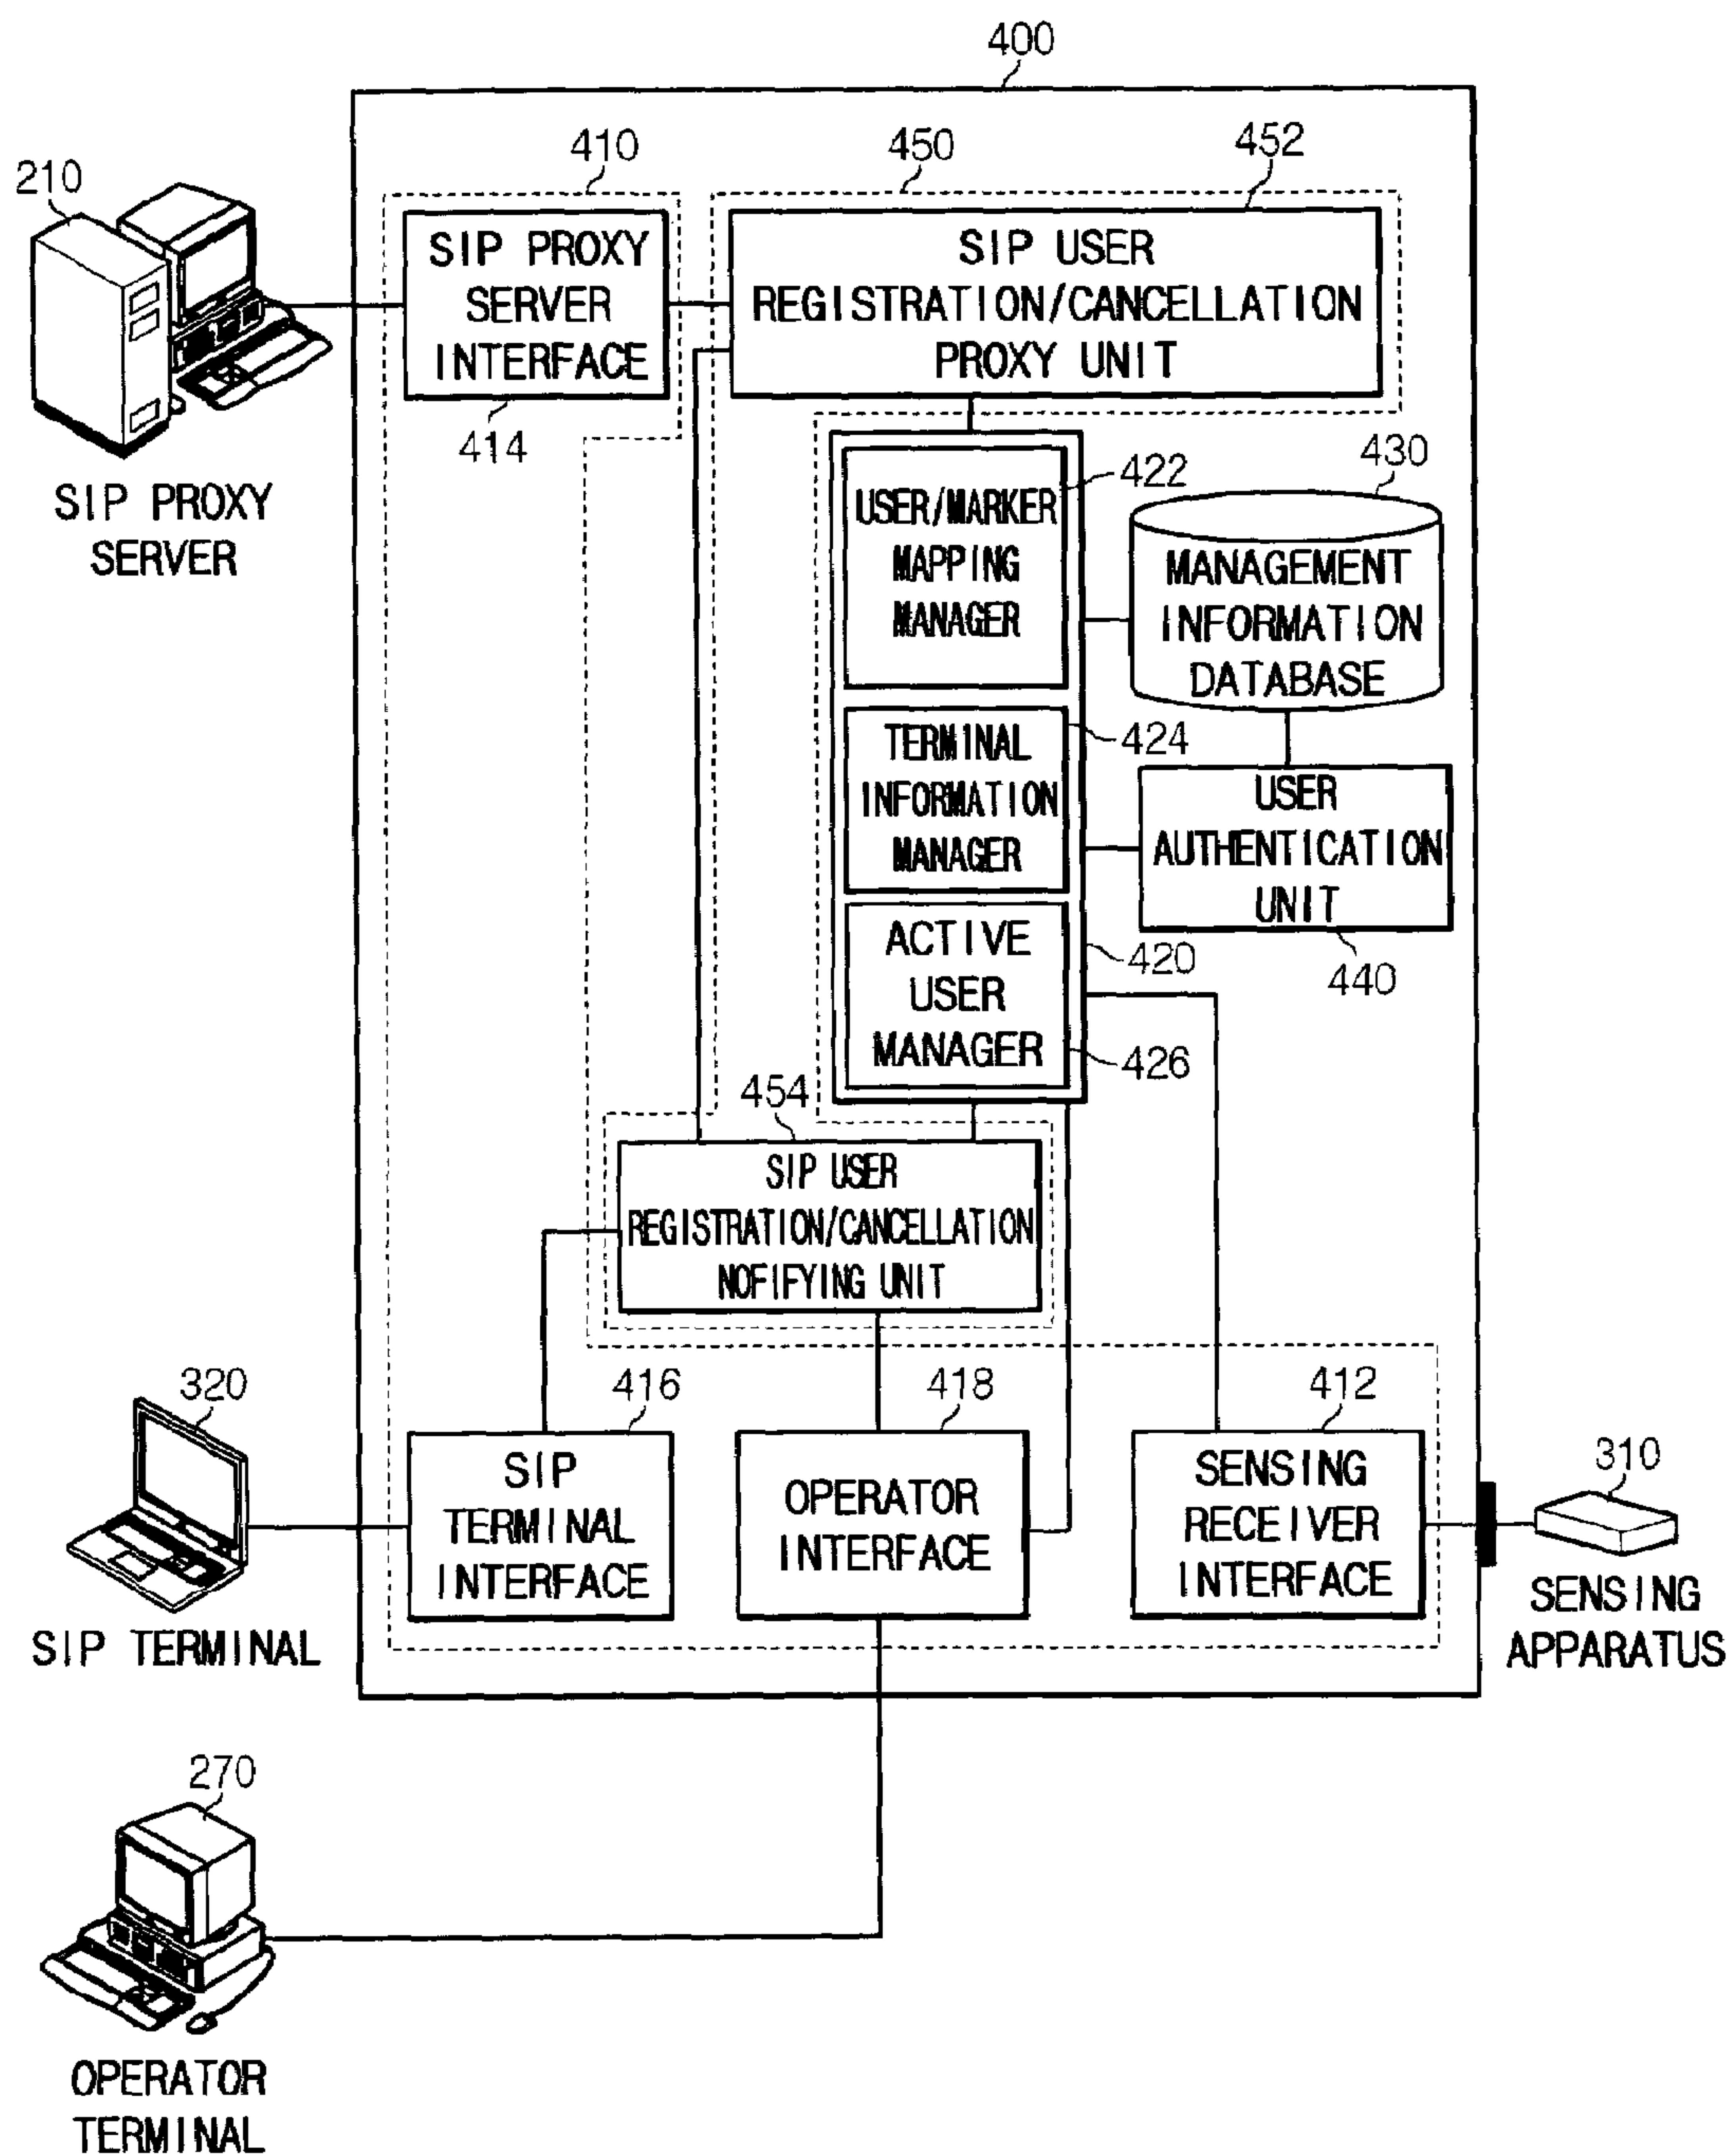 400
410
450
452
210
SIP PROXY
SERVER
INTERFACE
SIP USER
REGISTRATION/CANCELLATION
PROXY UNIT
414
SIP PROXY
SERVER
422
430
USER/MARKER
MAPPING
MANAGER
MANAGEMENT
INFORMATION
DATABASE
424
TERMINAL
INFORMATION
MANAGER
USER
AUTHENTICATION
UNIT
420
440
ACTIVE
USER
MANAGER
426
454
SIP USER
REGISTRATION/CANCELLATION
NOFIFYING UNIT
320
416
418
412
310
SIP
TERMINAL
INTERFACE
OPERATOR
INTERFACE
SENSING
RECEIVER
INTERFACE
SIP TERMINAL
SENSING
APPARATUS
270
OPERATOR
TERMINAL